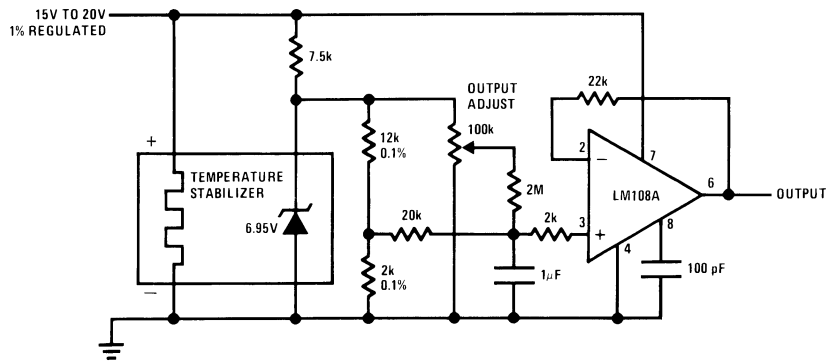 15V TO 20V
1% REGULATED
7.5k
OUTPUT
ADJUST
22k
12k
0.1%
100k
2
7
+
TEMPERATURE
STABILIZER
−
2M
LM108A
6
OUTPUT
6.95V
20k
2k
3
+
8
4
2k
0.1%
1µF
100 pF
−